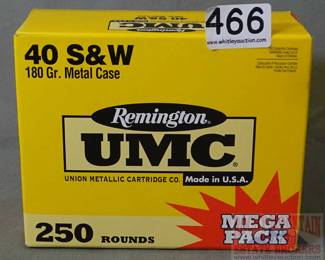 466
www.whitleyauction.com
Remington
40 S&W
180 Gr. Metal Case
Remington®
UMC®
UNION METALLIC CARTRIDGE CO. Made in U.S.A.
250 ROUNDS
MEGA
PACK